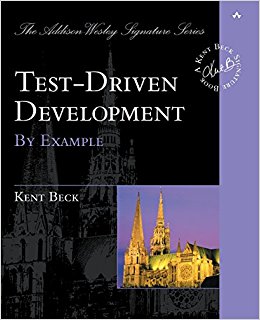 The Addison Wesley Signature Series
A KENT BECK SIGNATURE BOOK
TEST-DRIVEN
DEVELOPMENT
BY EXAMPLE
KENT BECK